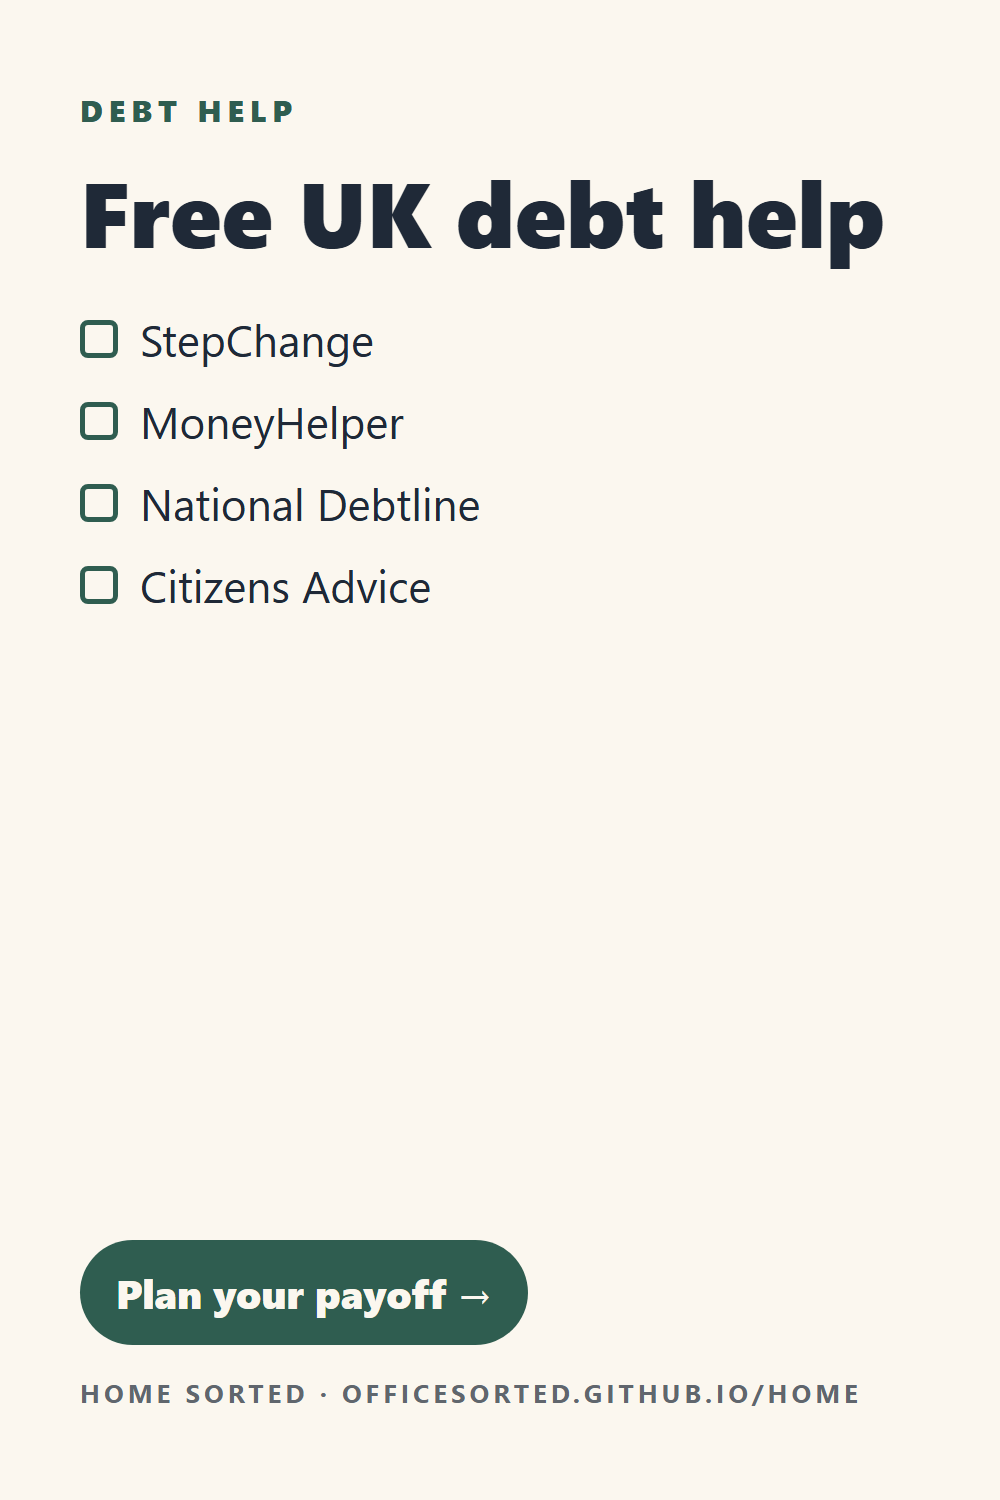 DEBT HELP
Free UK debt help
StepChange
MoneyHelper
National Debtline
Citizens Advice
Plan your payoff →
HOME SORTED · OFFICESORTED.GITHUB.IO/HOME